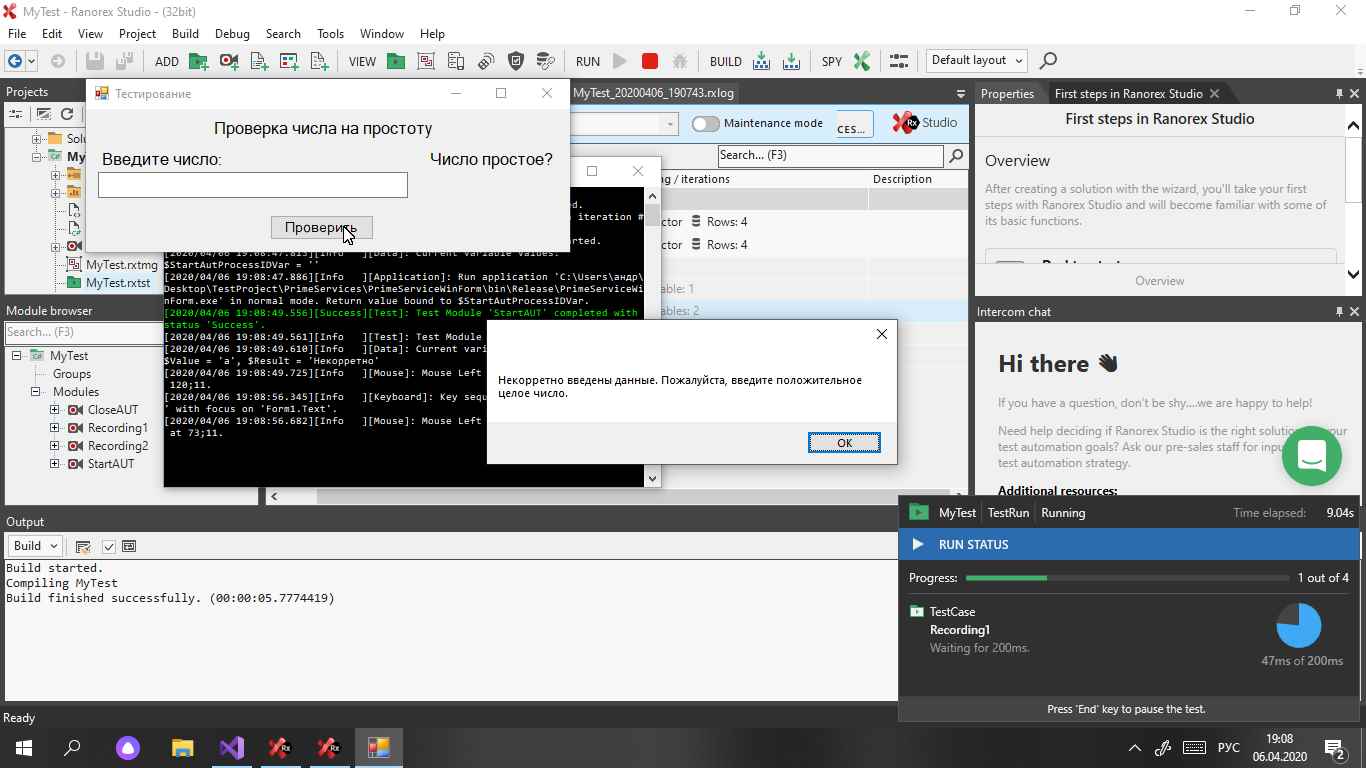 MyTest - Ranorex Studio - (32bit)
File Edit View Project Build Debug Search Tools Window Help
ADD VIEW RUN BUILD SPY Default layout
Projects
Тестирование
MyTest_20200406_190743.rxlog
Properties First steps in Ranorex Studio
Проверка числа на простоту
Введите число: Число простое?
Проверить
Maintenance mode
CES...
Rx Studio
Search... (F3)
/ iterations Description
Rows: 4
Rows: 4
able: 1
ables: 2
First steps in Ranorex Studio
Overview
After creating a solution with the wizard, you'll take your first
steps with Ranorex Studio and will become familiar with some of
its basic functions.
Overview
MyTest.rxtmg
MyTest.rxtst
Module browser
Search... (F3)
MyTest
Groups
Modules
CloseAUT
Recording1
Recording2
StartAUT
iteration #
[2020/04/06 19:08:47.813][Info ][Data]: Current variable values:
$StartAutProcessIDVar = ''
[2020/04/06 19:08:47.886][Info ][Application]: Run application 'C:\Users\андр\
Desktop\TestProject\PrimeServices\PrimeServiceWinForm\bin\Release\PrimeServiceWi
nForm.exe' in normal mode. Return value bound to $StartAutProcessIDVar.
[2020/04/06 19:08:49.556][Success][Test]: Test Module 'StartAUT' completed with
status 'Success'.
[2020/04/06 19:08:49.561][Info ][Test]: Test Module
[2020/04/06 19:08:49.610][Info ][Data]: Current vari
$Value = 'a', $Result = 'Некорретно'
[2020/04/06 19:08:49.725][Info ][Mouse]: Mouse Left
120;11.
[2020/04/06 19:08:56.345][Info ][Keyboard]: Key sequ
' with focus on 'Form1.Text'.
[2020/04/06 19:08:56.682][Info ][Mouse]: Mouse Left
at 73;11.
Некорретно введены данные. Пожалуйста, введите положительное
целое число.
OK
Intercom chat
Hi there
If you have a question, don't be shy....we are happy to help!
Need help deciding if Ranorex Studio is the right solution your
test automation goals? Ask our pre-sales staff for input
test automation strategy.
Additional resources:
Output
Build
Build started.
Compiling MyTest
Build finished successfully. (00:00:05.7774419)
MyTest TestRun Running Time elapsed: 9.04s
RUN STATUS
Progress: 1 out of 4
TestCase
Recording1
Waiting for 200ms.
47ms of 200ms
Press 'End' key to pause the test.
Ready
РУС
19:08
06.04.2020
2